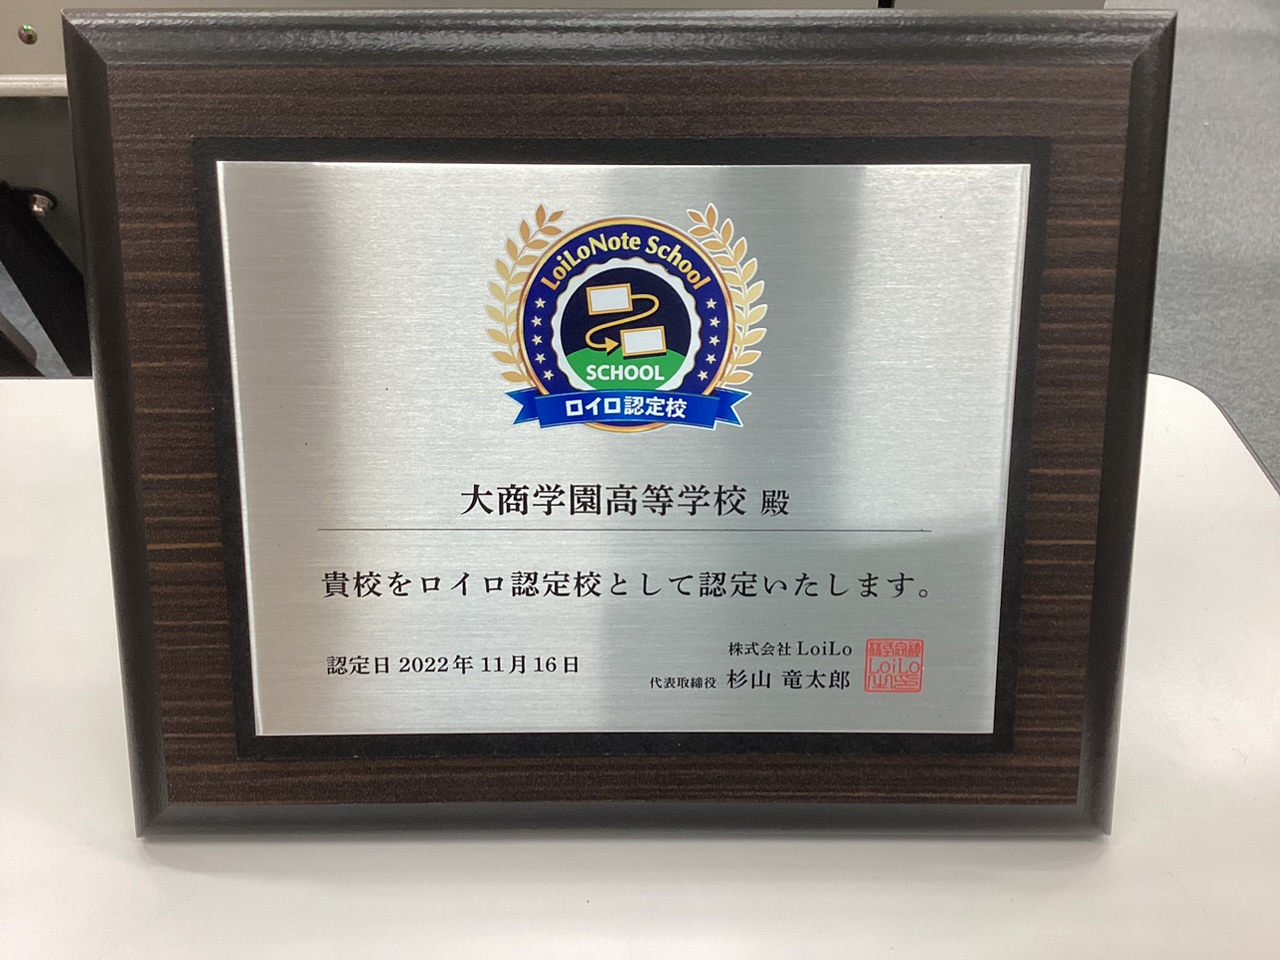 LoiLoNote School
SCHOOL
ロイロ認定校
大商学園高等学校 殿
貴校をロイロ認定校として認定いたします。
認定日 2022年 11月16日
株式会社 LoiLo
代表取締役 杉山 竜太郎
LoiLo